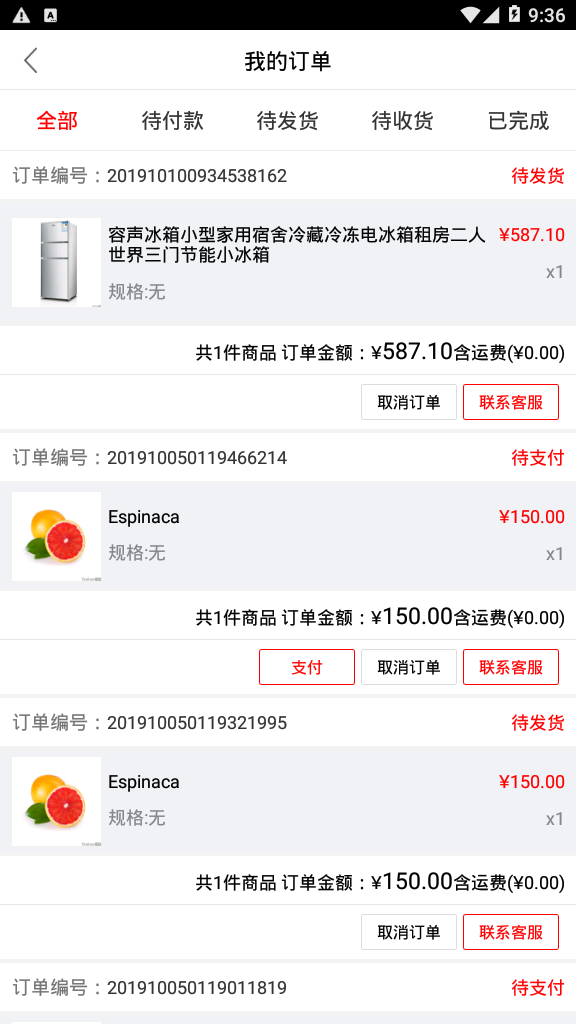 9:36
我的订单
全部 待付款 待发货 待收货 已完成
订单编号：201910100934538162 待发货
容声冰箱小型家用宿舍冷藏冷冻电冰箱租房二人 ¥587.10
世界三门节能小冰箱 x1
规格:无
共1件商品 订单金额：¥587.10含运费(¥0.00)
取消订单 联系客服
订单编号：201910050119466214 待支付
Espinaca ¥150.00
规格:无 x1
共1件商品 订单金额：¥150.00含运费(¥0.00)
支付 取消订单 联系客服
订单编号：201910050119321995 待发货
Espinaca ¥150.00
规格:无 x1
共1件商品 订单金额：¥150.00含运费(¥0.00)
取消订单 联系客服
订单编号：201910050119011819 待支付